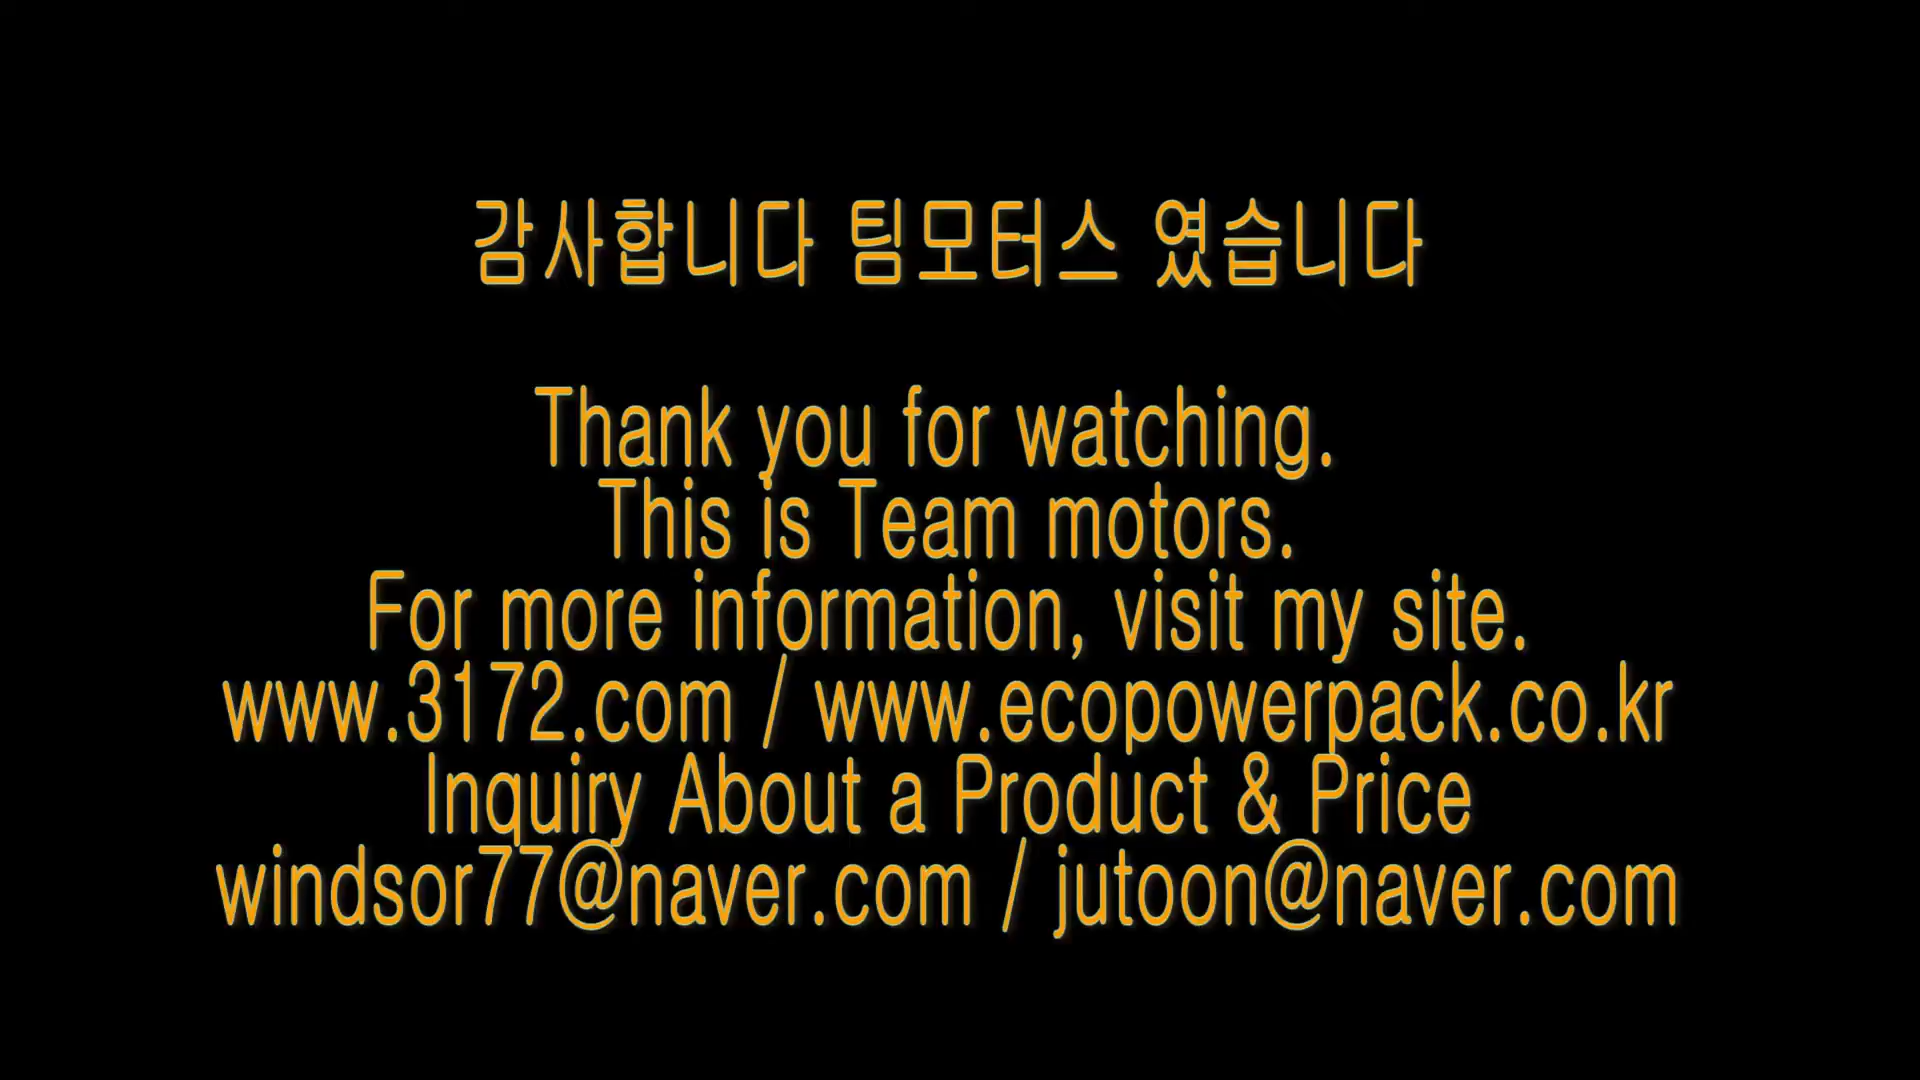 감사합니다 팀모터스 였습니다
Thank you for watching.
This is Team motors.
For more information, visit my site.
www.3172.com / www.ecopowerpack.co.kr
Inquiry About a Product & Price
windsor77@naver.com / jutoon@naver.com